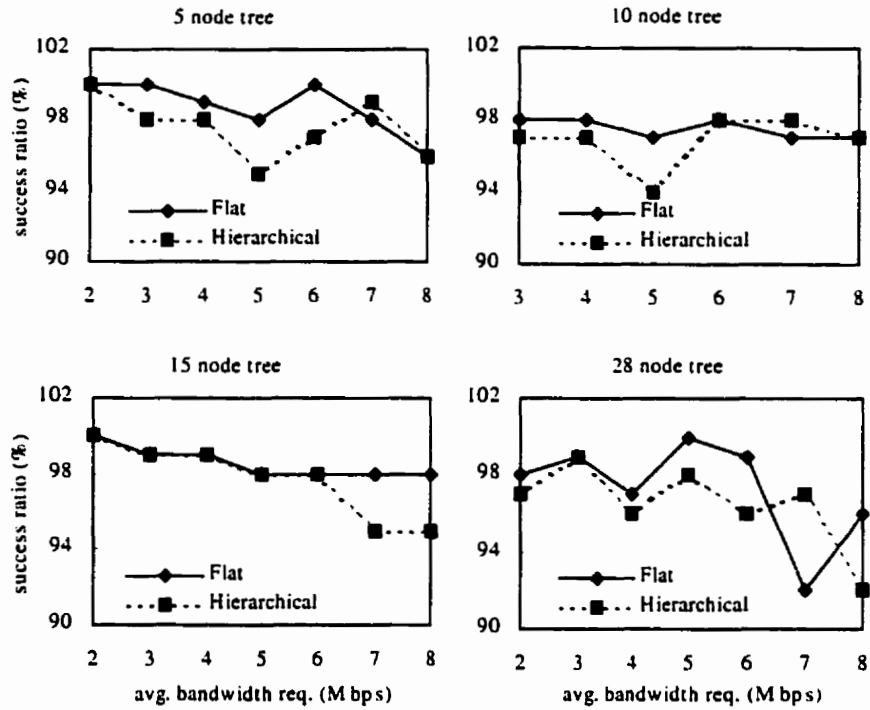 5 node tree
10 node tree
success ratio (%)
102
98
94
90
Flat
Hierarchical
2 3 4 5 6 7 8
102
98
94
90
Flat
Hierarchical
3 4 5 6 7 8
15 node tree
28 node tree
success ratio (%)
102
98
94
90
Flat
Hierarchical
2 3 4 5 6 7 8
avg. bandwidth req. (Mbps)
102
98
94
90
Flat
Hierarchical
2 3 4 5 6 7 8
avg. bandwidth req. (Mbps)